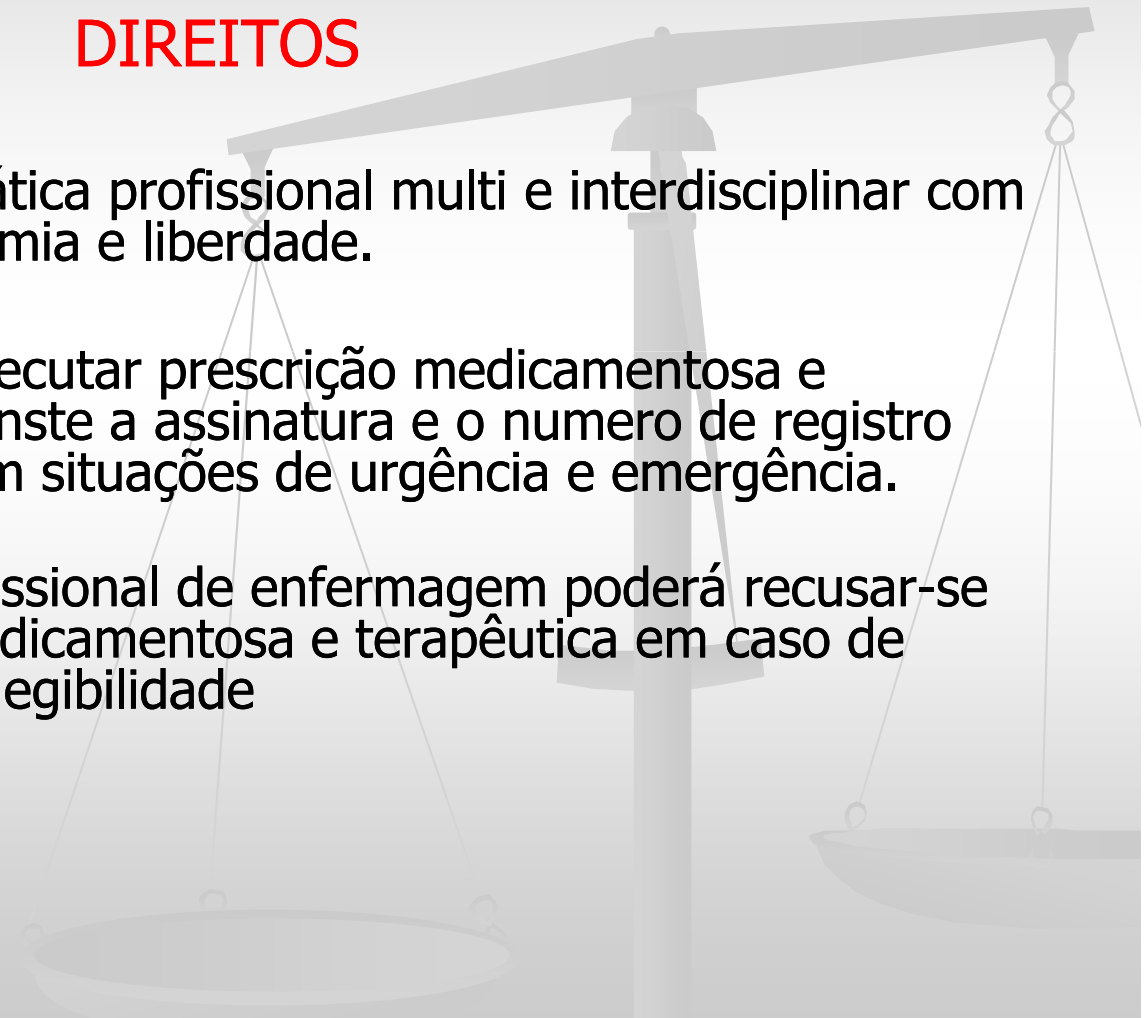 DIREITOS
ática profissional multi e interdisciplinar com
mia e liberdade.
ecutar prescrição medicamentosa e
nste a assinatura e o numero de registro
m situações de urgência e emergência.
ssional de enfermagem poderá recusar-se
dicamentosa e terapêutica em caso de
egibilidade